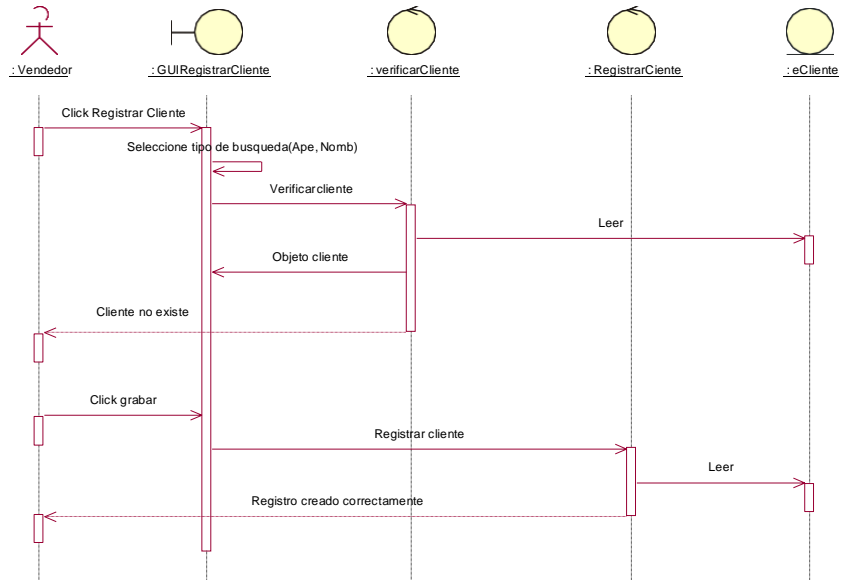 : Vendedor
: GUIRegistrarCliente
: verificarCliente
: RegistrarCiente
: eCliente
Click Registrar Cliente
Seleccione tipo de busqueda(Ape, Nomb)
Verificarcliente
Leer
Objeto cliente
Cliente no existe
Click grabar
Registrar cliente
Leer
Registro creado correctamente